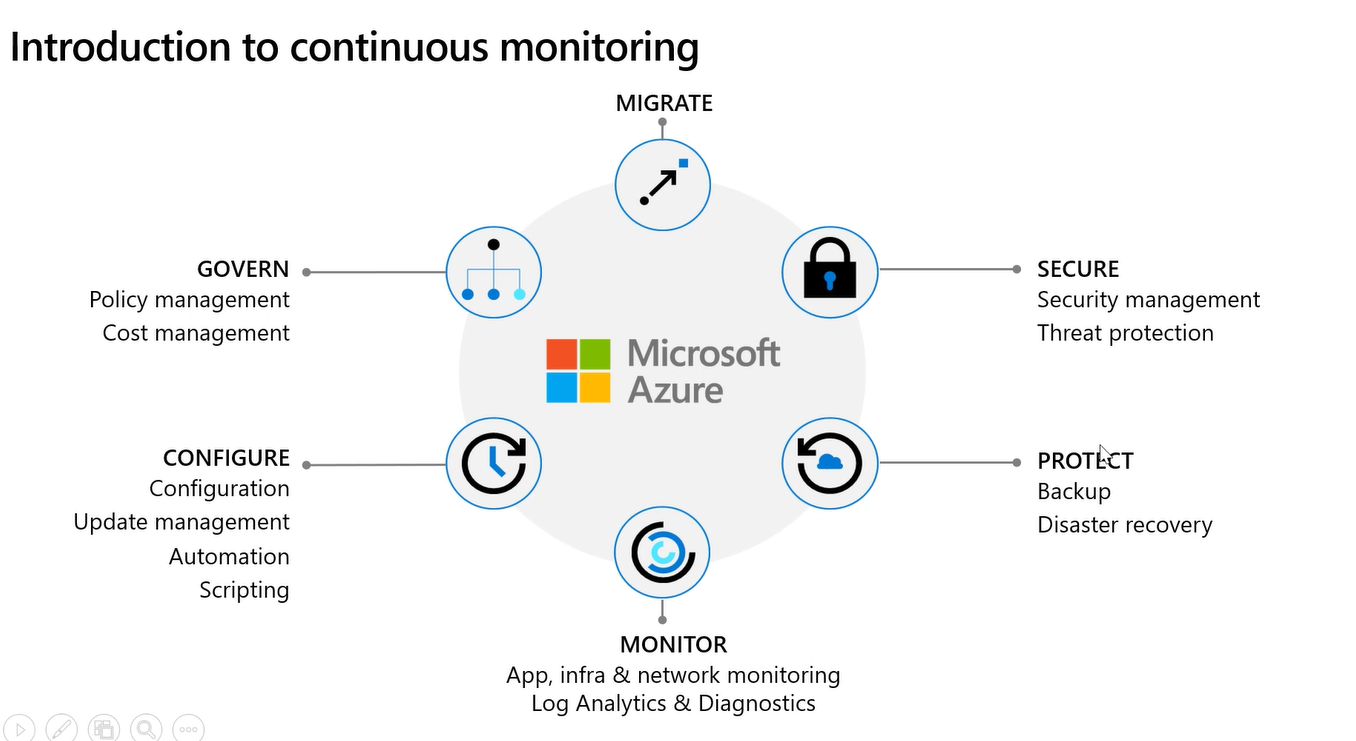 Introduction to continuous monitoring
MIGRATE
GOVERN
Policy management
Cost management
SECURE
Security management
Threat protection
Microsoft
Azure
CONFIGURE
Configuration
Update management
Automation
Scripting
PROTECT
Backup
Disaster recovery
MONITOR
App, infra & network monitoring
Log Analytics & Diagnostics